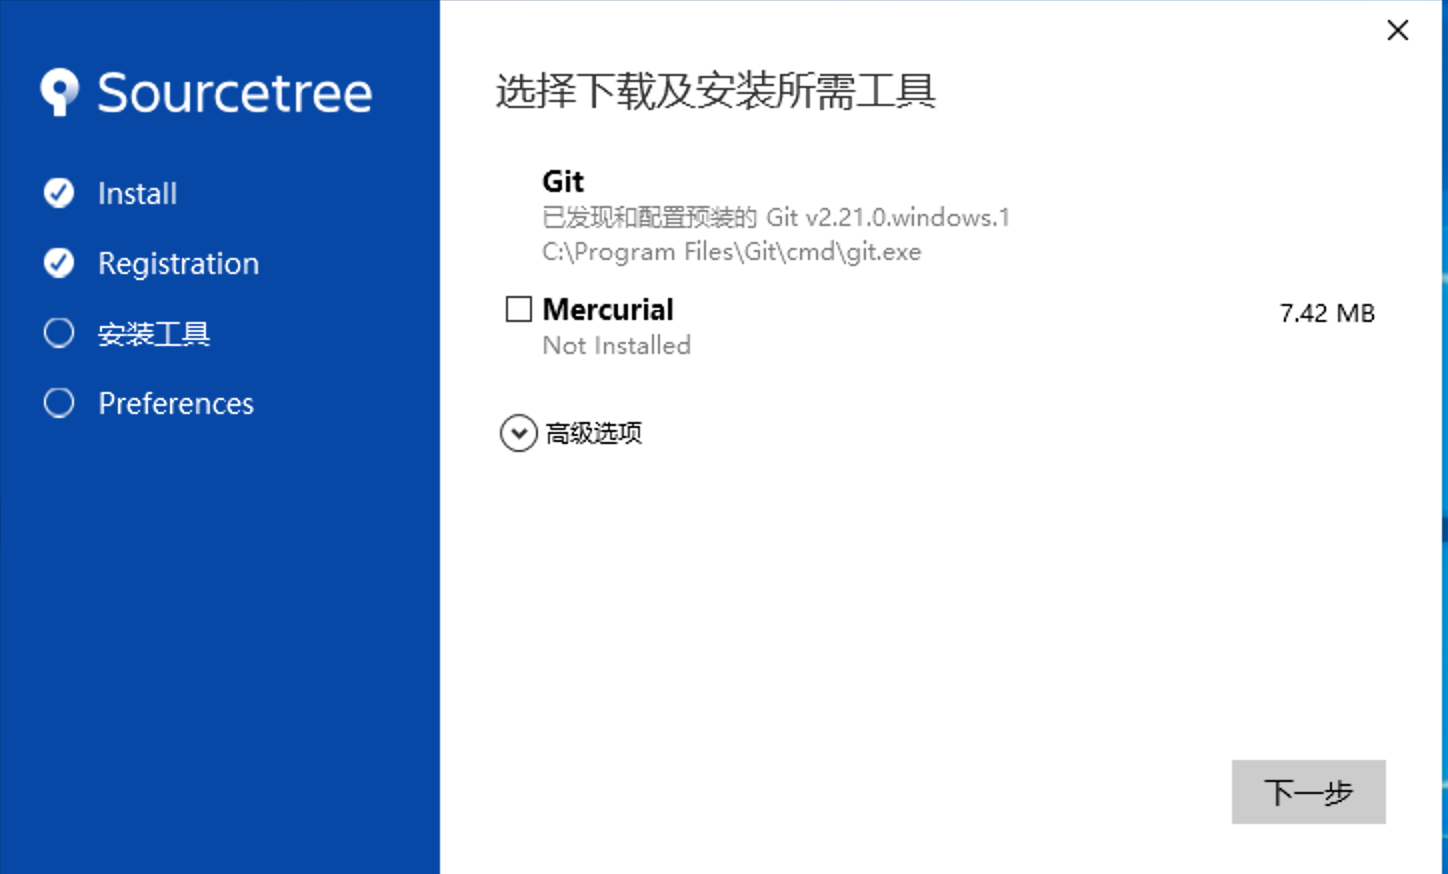 Sourcetree
Install
Registration
安装工具
Preferences
选择下载及安装所需工具
Git
已发现和配置预装的 Git v2.21.0.windows.1
C:\Program Files\Git\cmd\git.exe
Mercurial
7.42 MB
Not Installed
高级选项
下一步